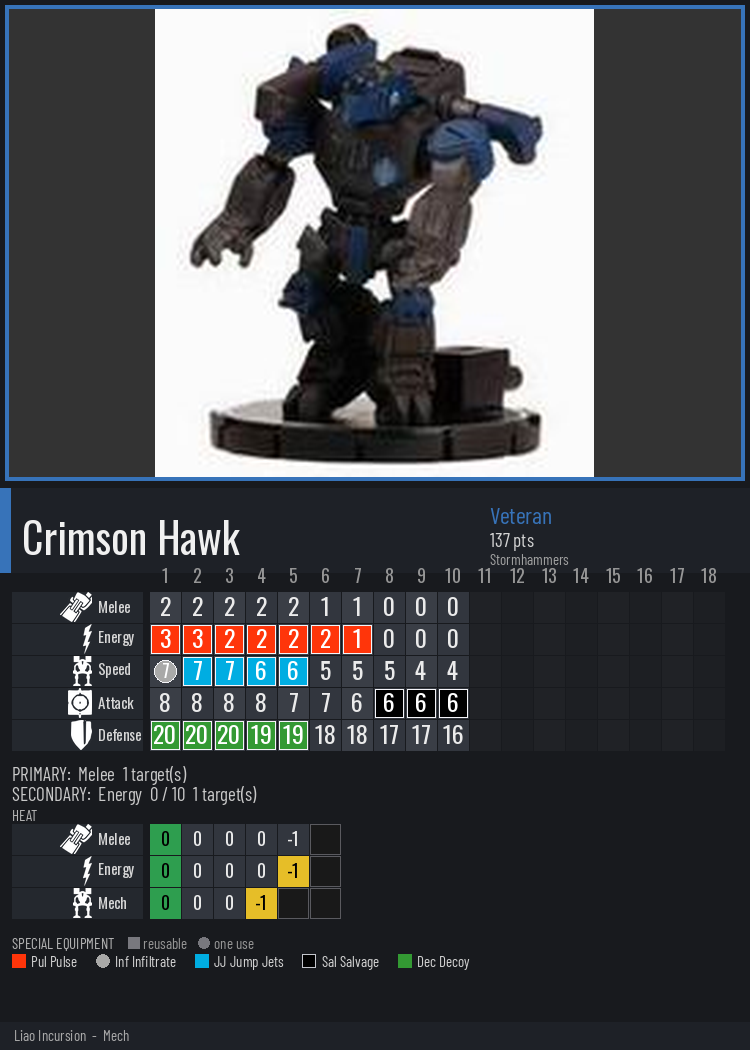 Crimson Hawk
Veteran
137 pts
Stormhammers
1 2 3 4 5 6 7 8 9 10 11 12 13 14 15 16 17 18
Melee 2 2 2 2 2 1 1 0 0 0
Energy 3 3 2 2 2 2 1 0 0 0
Speed 7 7 7 6 6 5 5 5 4 4
Attack 8 8 8 8 7 7 6 6 6 6
Defense 20 20 20 19 19 18 18 17 17 16
PRIMARY: Melee 1 target(s)
SECONDARY: Energy 0 / 10 1 target(s)
HEAT
Melee 0 0 0 0 -1
Energy 0 0 0 0 -1
Mech 0 0 0 -1
SPECIAL EQUIPMENT reusable one use
Pul Pulse Inf Infiltrate JJ Jump Jets Sal Salvage Dec Decoy
Liao Incursion - Mech